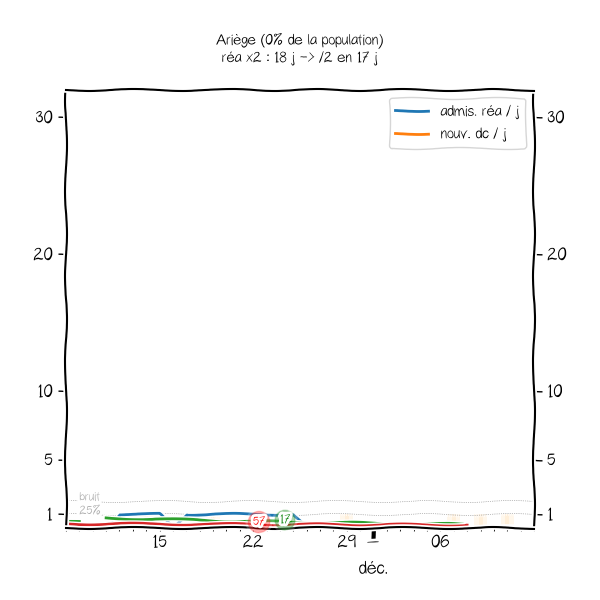 Ariège (0% de la population)
réa x2 : 18 j -> /2 en 17 j
admis. réa / j
nouv. dc / j
30 30
20 20
10 10
5 5
bruit
25%
1 1
57 17
15 22 29 06
déc.